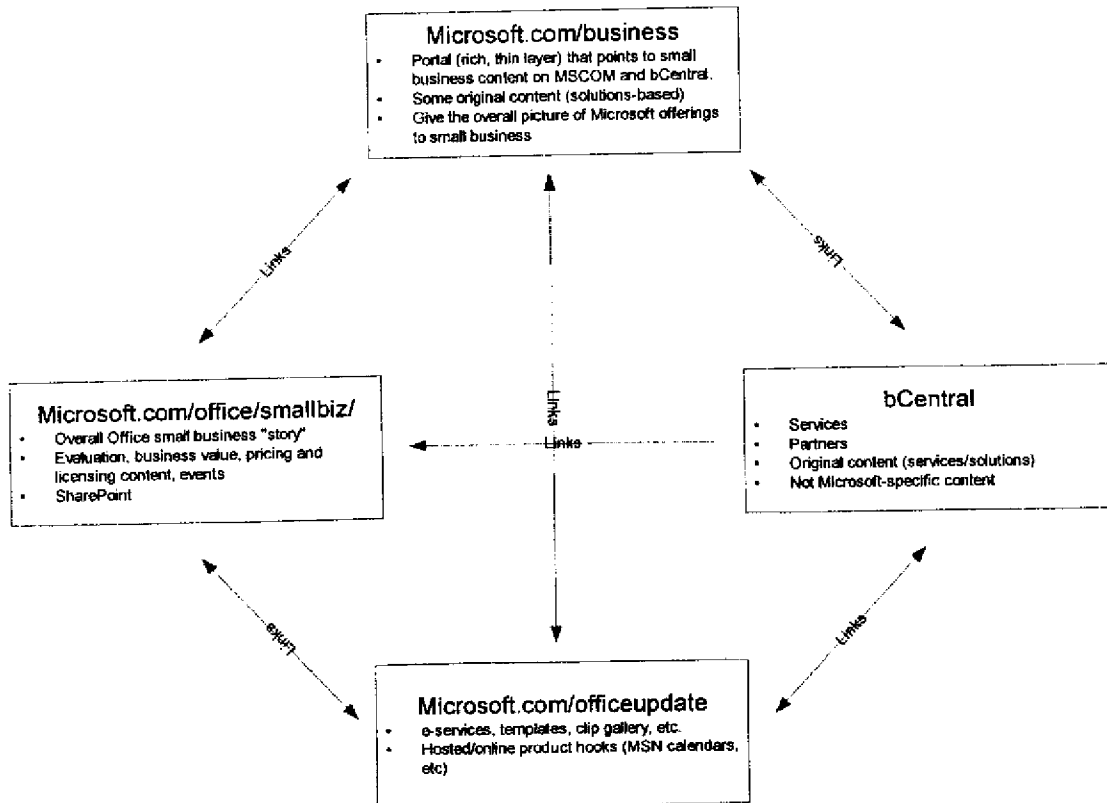 Microsoft.com/business
• Portal (rich, thin layer) that points to small
business content on MSCOM and bCentral.
• Some original content (solutions-based)
• Give the overall picture of Microsoft offerings
to small business
Links
Links
Microsoft.com/office/smallbiz/
• Overall Office small business "story"
• Evaluation, business value, pricing and
licensing content, events
• SharePoint
Links
Links
bCentral
• Services
• Partners
• Original content (services/solutions)
• Not Microsoft-specific content
Links
Links
Microsoft.com/officeupdate
• e-services, templates, clip gallery, etc.
• Hosted/online product hooks (MSN calendars,
etc)